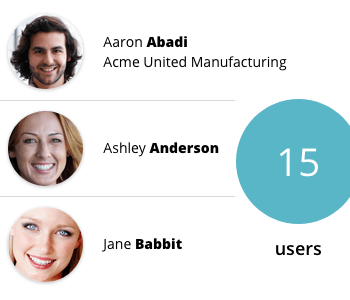 Aaron Abadi
Acme United Manufacturing
Ashley Anderson
15
users
Jane Babbit